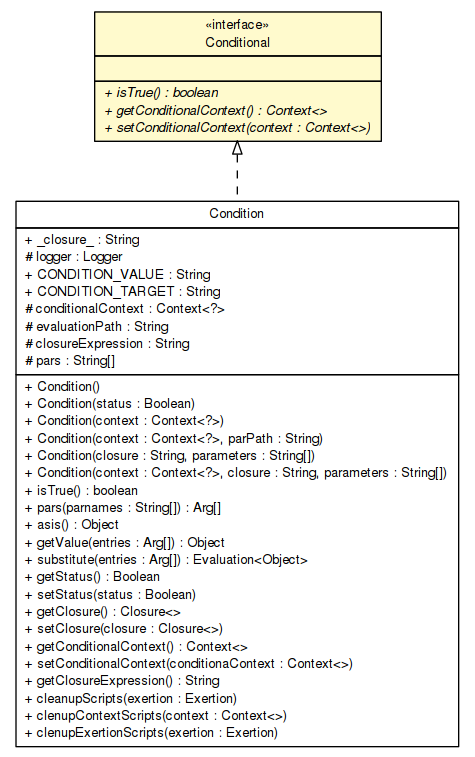 «interface»
Conditional
+ isTrue() : boolean
+ getConditionalContext() : Context<>
+ setConditionalContext(context : Context<>)
Condition
+ _closure_ : String
# logger : Logger
+ CONDITION_VALUE : String
+ CONDITION_TARGET : String
# conditionalContext : Context<?>
# evaluationPath : String
# closureExpression : String
# pars : String[]
+ Condition()
+ Condition(status : Boolean)
+ Condition(context : Context<?>)
+ Condition(context : Context<?>, parPath : String)
+ Condition(closure : String, parameters : String[])
+ Condition(context : Context<?>, closure : String, parameters : String[])
+ isTrue() : boolean
+ pars(parnames : String[]) : Arg[]
+ asis() : Object
+ getValue(entries : Arg[]) : Object
+ substitute(entries : Arg[]) : Evaluation<Object>
+ getStatus() : Boolean
+ setStatus(status : Boolean)
+ getClosure() : Closure<>
+ setClosure(closure : Closure<>)
+ getConditionalContext() : Context<>
+ setConditionalContext(conditionaContext : Context<>)
+ getClosureExpression() : String
+ cleanupScripts(exertion : Exertion)
+ clenupContextScripts(context : Context<>)
+ clenupExertionScripts(exertion : Exertion)